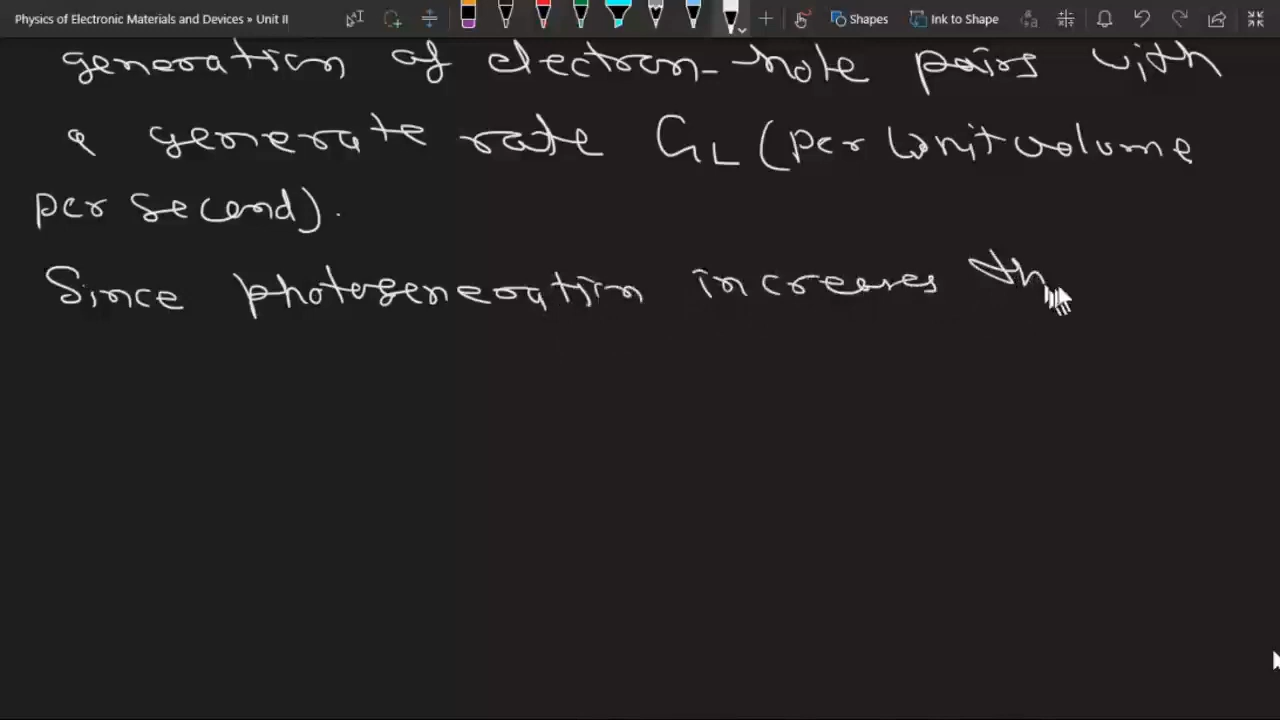 Physics of Electronic Materials and Devices » Unit II Shapes Ink to Shape
generation of electron-hole pairs with
a generate rate GL (per unit volume
per second).
Since photogeneration increases th